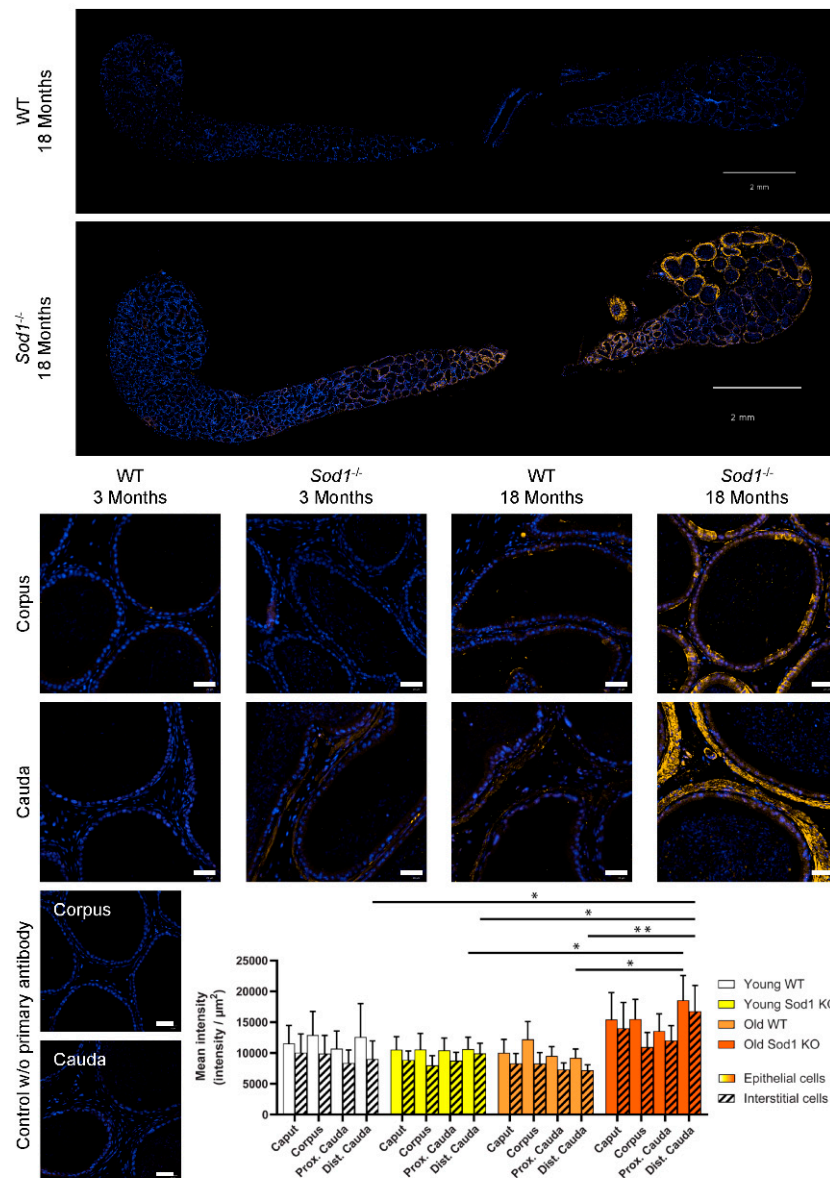 WT
18 Months
2 mm
Sod1-/-
18 Months
2 mm
WT
3 Months
Sod1-/-
3 Months
WT
18 Months
Sod1-/-
18 Months
Corpus
Cauda
Control w/o primary antibody
Corpus
Cauda
*
*
**
*
*
Mean intensity
(intensity / µm²)
25000
20000
15000
10000
5000
0
Caput
Corpus
Prox. Cauda
Dist. Cauda
Caput
Corpus
Prox. Cauda
Dist. Cauda
Caput
Corpus
Prox. Cauda
Dist. Cauda
Caput
Corpus
Prox. Cauda
Dist. Cauda
Young WT
Young Sod1 KO
Old WT
Old Sod1 KO
Epithelial cells
Interstitial cells